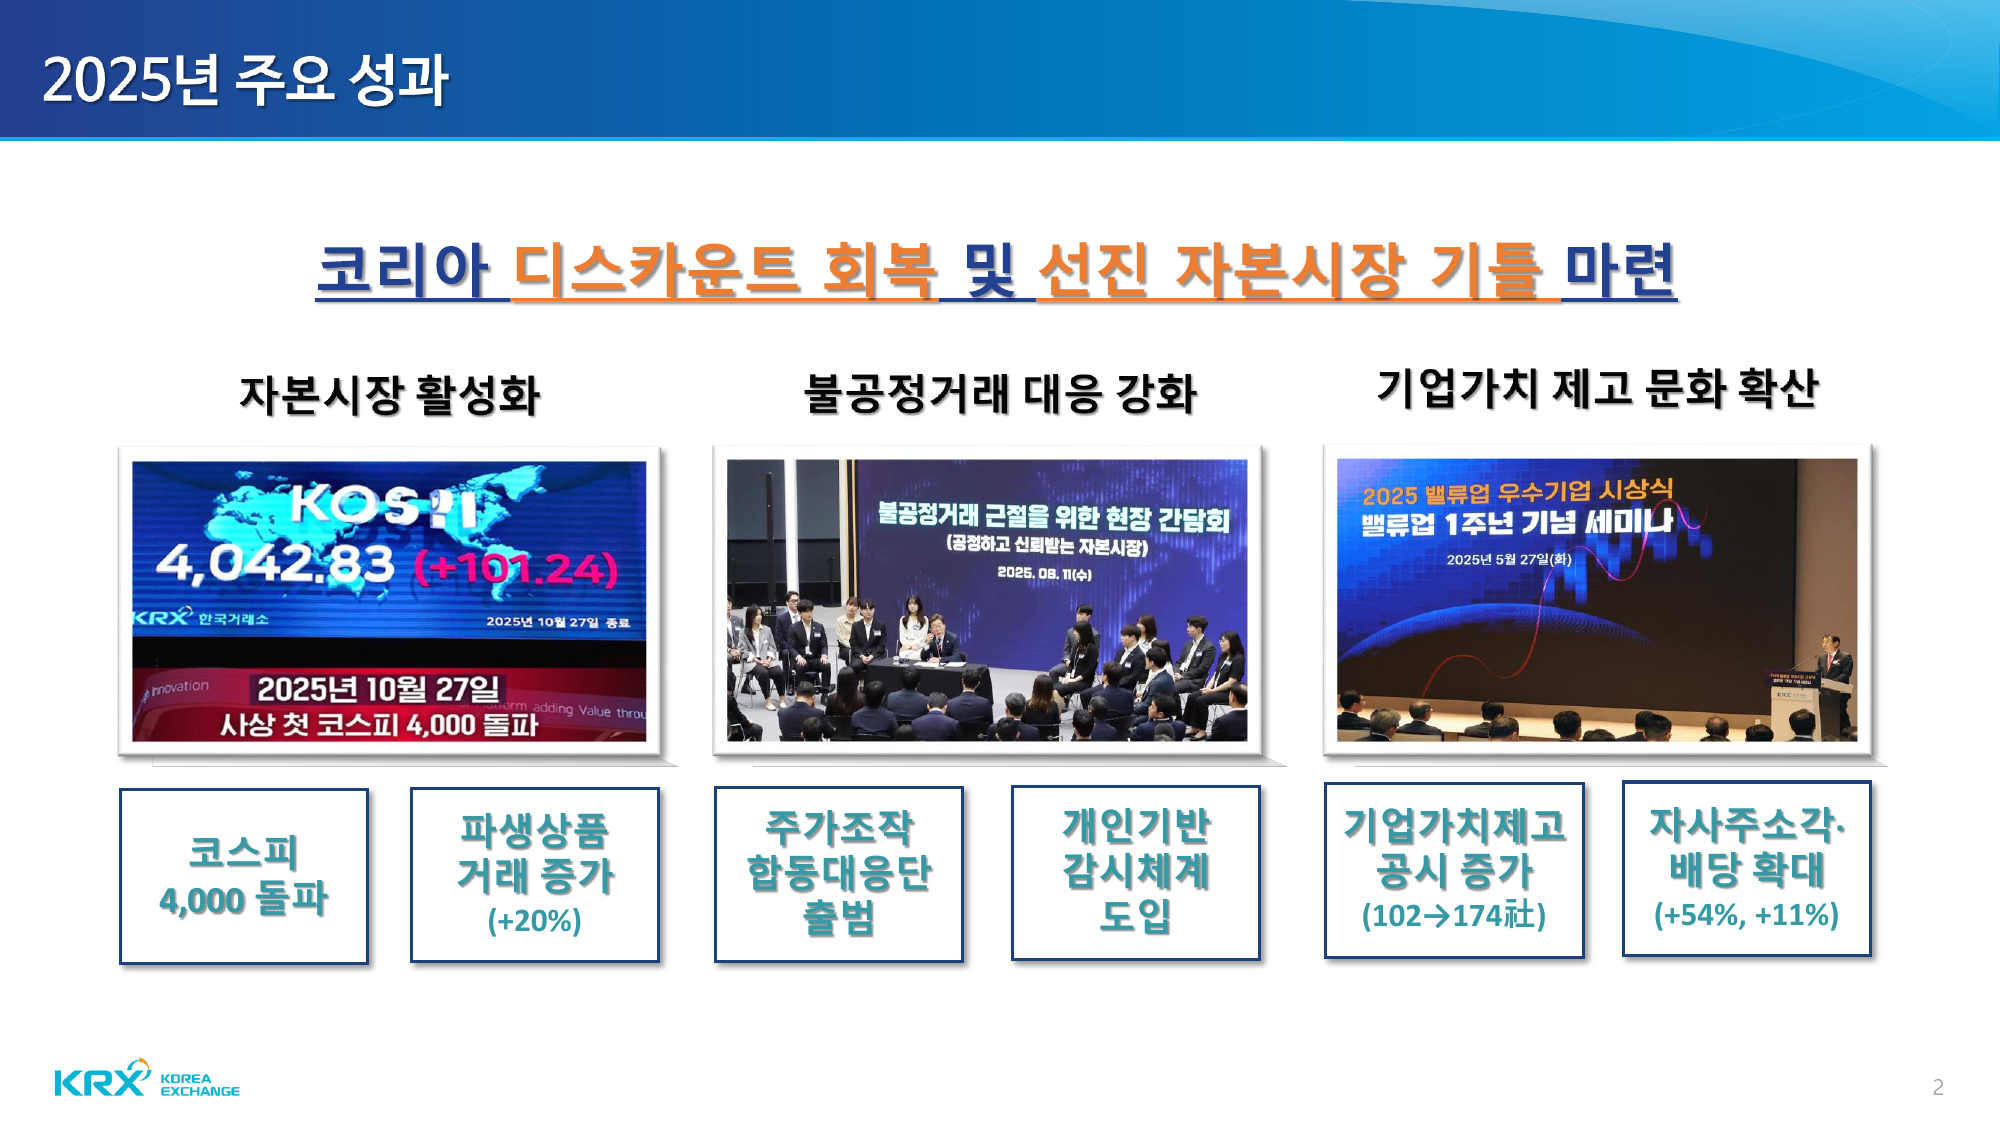 2025년 주요 성과
코리아 디스카운트 회복 및 선진 자본시장 기틀 마련
자본시장 활성화
불공정거래 대응 강화
기업가치 제고 문화 확산
4,042.83 (+101.24)
KRX 한국거래소
2025년 10월 27일 종료
Innovation
adding Value throu
2025년 10월 27일
사상 첫 코스피 4,000 돌파
불공정거래 근절을 위한 현장 간담회
(공정하고 신뢰받는 자본시장)
2025. 06. 11(수)
2025 밸류업 우수기업 시상식
밸류업 1주년 기념 세미나
2025년 5월 27일(화)
KRX
코스피
4,000 돌파
파생상품
거래 증가
(+20%)
주가조작
합동대응단
출범
개인기반
감시체계
도입
기업가치제고
공시 증가
(102→174社)
자사주소각·
배당 확대
(+54%, +11%)
KRX KOREA
EXCHANGE
2